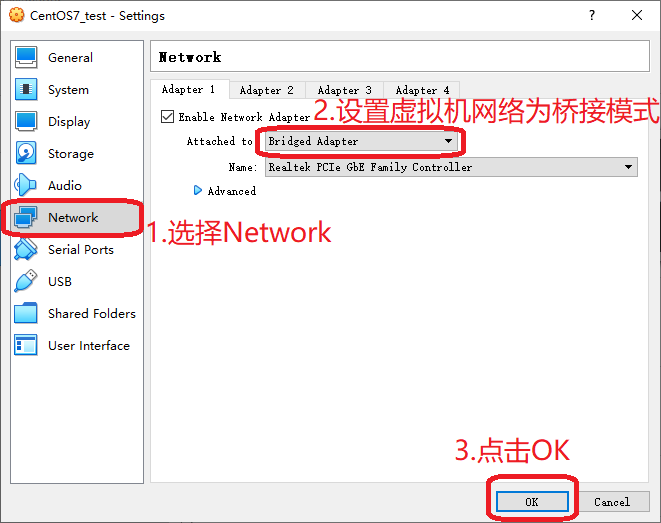 CentOS7_test - Settings
?
General
System
Display
Storage
Audio
Network
Serial Ports
USB
Shared Folders
User Interface
Network
Adapter 1 Adapter 2 Adapter 3 Adapter 4
Enable Network Adapter
2.设置虚拟机网络为桥接模式
Attached to Bridged Adapter
Name: Realtek PCIe GbE Family Controller
Advanced
1.选择Network
3.点击OK
OK Cancel